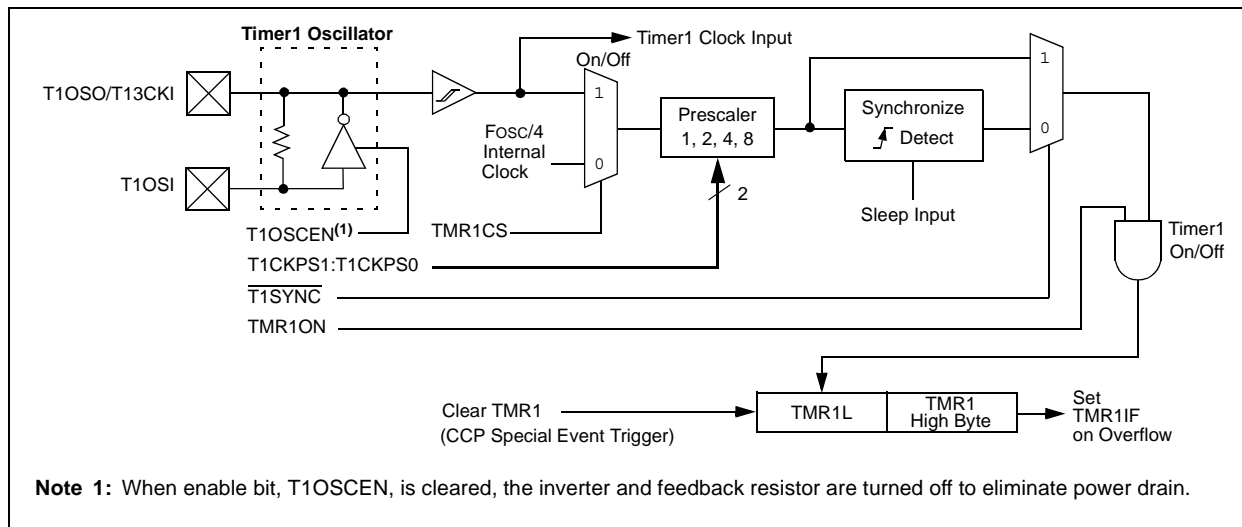 Timer1 Oscillator
Timer1 Clock Input
On/Off
T1OSO/T13CKI
1
FOSC/4
Internal
Clock
0
Prescaler
1, 2, 4, 8
Synchronize
Detect
1
0
T1OSI
2
Sleep Input
T1OSCEN(1)
TMR1CS
Timer1
On/Off
T1CKPS1:T1CKPS0
T1SYNC
TMR1ON
Clear TMR1
(CCP Special Event Trigger)
TMR1L
TMR1
High Byte
Set
TMR1IF
on Overflow
Note 1: When enable bit, T1OSCEN, is cleared, the inverter and feedback resistor are turned off to eliminate power drain.